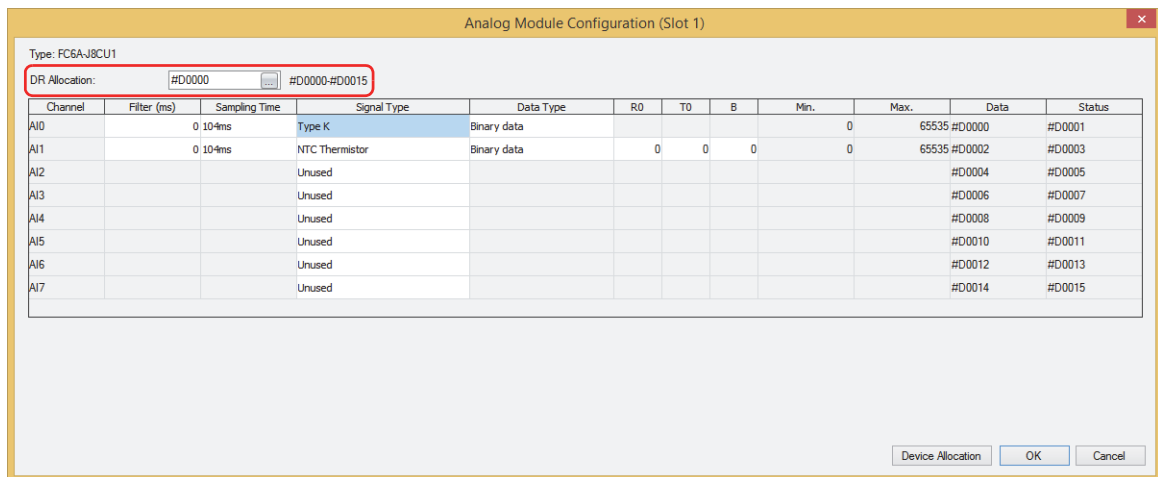 Analog Module Configuration (Slot 1)
Type: FC6A-J8CU1
DR Allocation: #D0000 ... #D0000-#D0015
Channel Filter (ms) Sampling Time Signal Type Data Type R0 T0 B Min. Max. Data Status
AI0 0 104ms Type K Binary data 0 65535 #D0000 #D0001
AI1 0 104ms NTC Thermistor Binary data 0 0 0 0 65535 #D0002 #D0003
AI2 Unused #D0004 #D0005
AI3 Unused #D0006 #D0007
AI4 Unused #D0008 #D0009
AI5 Unused #D0010 #D0011
AI6 Unused #D0012 #D0013
AI7 Unused #D0014 #D0015
Device Allocation OK Cancel